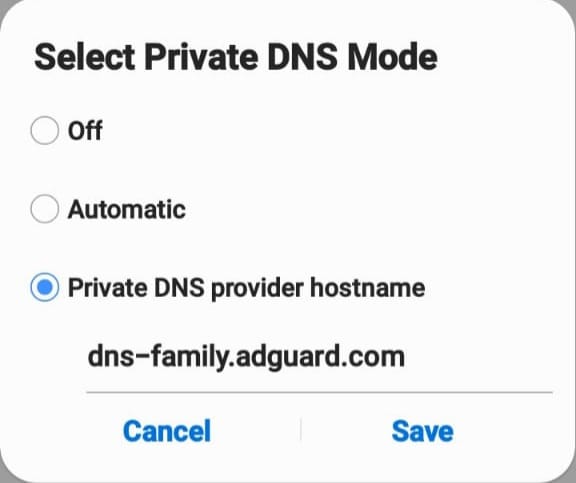 Select Private DNS Mode
Off
Automatic
Private DNS provider hostname
dns-family.adguard.com
Cancel
Save